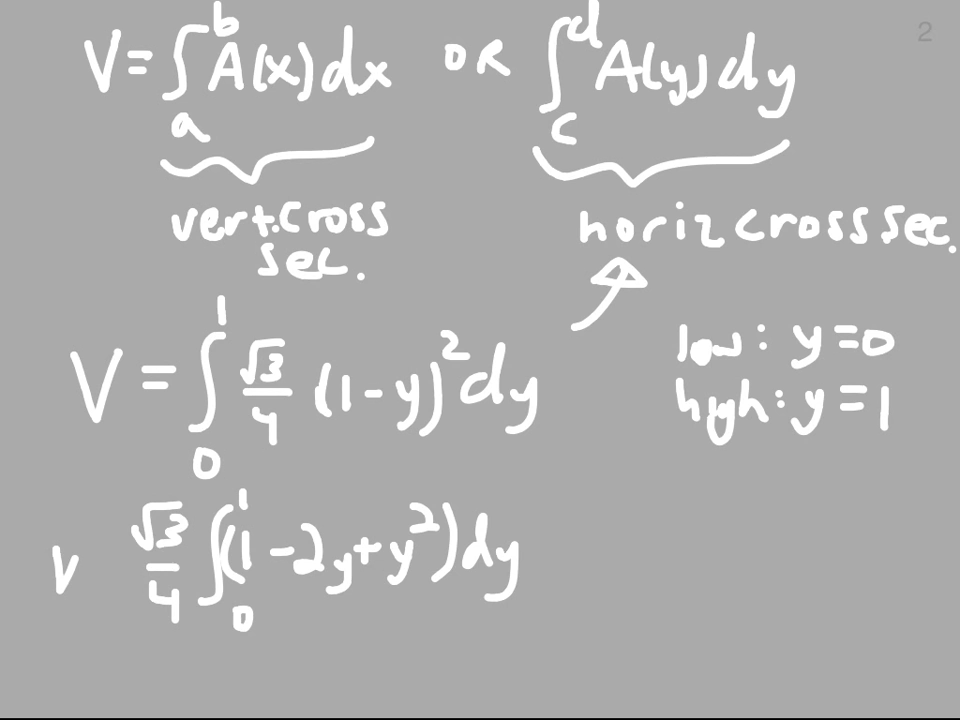 2
V = ∫_a^b A(x) dx OR ∫_c^d A(y) dy
vert. cross sec.
horiz cross sec.
low: y = 0
high: y = 1
V = ∫_0^1 √3/4 (1 - y)^2 dy
V √3/4 ∫_0^1 (1 - 2y + y^2) dy